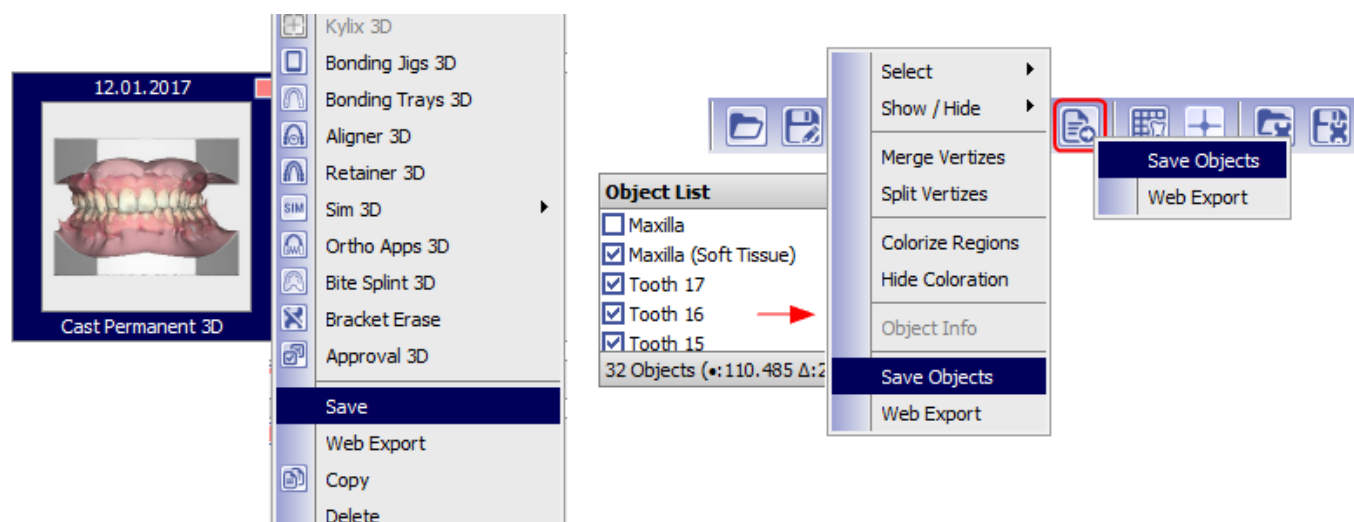 12.01.2017
Cast Permanent 3D
Kylix 3D
Bonding Jigs 3D
Bonding Trays 3D
Aligner 3D
Retainer 3D
SIM
Sim 3D
Ortho Apps 3D
Bite Splint 3D
Bracket Erase
Approval 3D
Save
Web Export
Copy
Delete
Object List
Maxilla
Maxilla (Soft Tissue)
Tooth 17
Tooth 16
Tooth 15
32 Objects (•:110.485 Δ:2
Select
Show / Hide
Merge Vertizes
Split Vertizes
Colorize Regions
Hide Coloration
Object Info
Save Objects
Web Export
Save Objects
Web Export